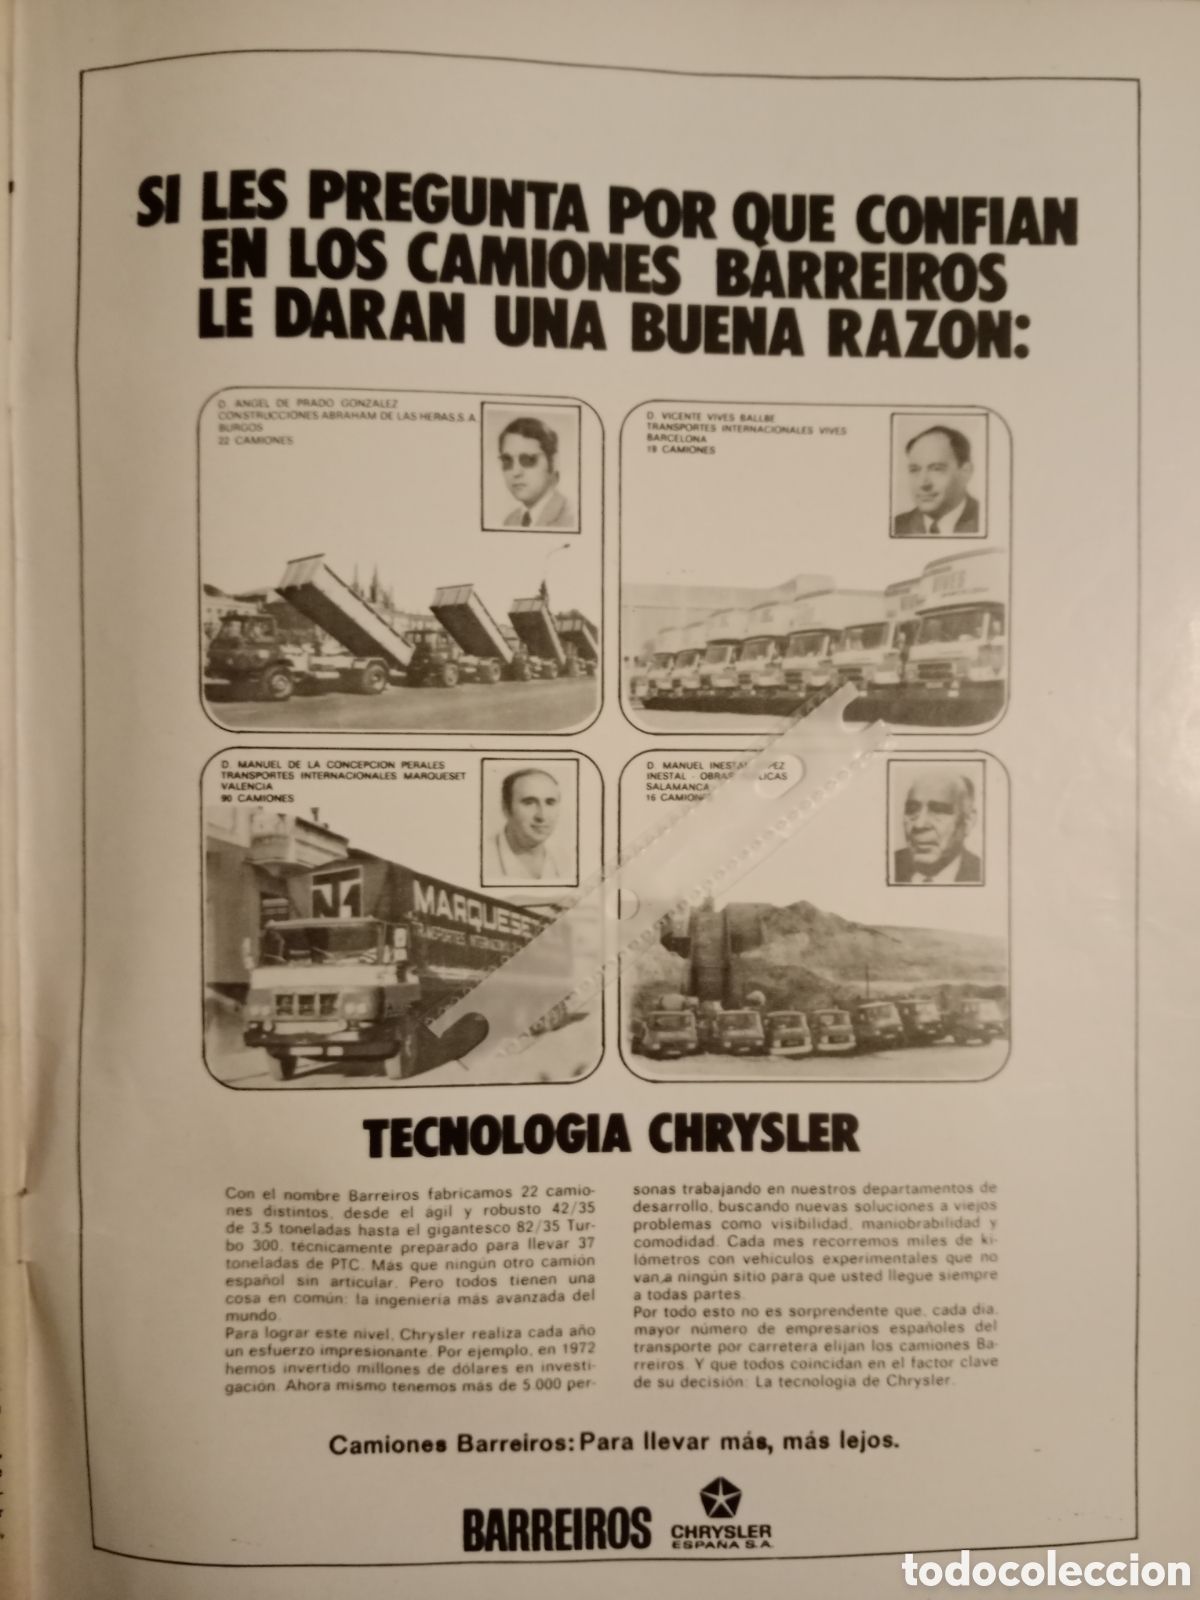 SI LES PREGUNTA POR QUE CONFIAN
EN LOS CAMIONES BARREIROS
LE DARAN UNA BUENA RAZON:
D. ANGEL DE PRADO GONZALEZ
CONSTRUCCIONES ABRAHAM DE LAS HERAS,S.A.
BURGOS
22 CAMIONES
D. VICENTE VIVES BALLBE
TRANSPORTES INTERNACIONALES VIVES
BARCELONA
19 CAMIONES
VIVES
D. MANUEL DE LA CONCEPCION PERALES
TRANSPORTES INTERNACIONALES MARQUESET
VALENCIA
90 CAMIONES
MARQUESET
TRANSPORTES
D. MANUEL
INESTAL - OBRAS
SALAMANCA
16 CAMIONES
TECNOLOGIA CHRYSLER
Con el nombre Barreiros fabricamos 22 camio-
nes distintos, desde el ágil y robusto 42/35
de 3,5 toneladas hasta el gigantesco 82/35 Tur-
bo 300, técnicamente preparado para llevar 37
toneladas de PTC. Más que ningún otro camión
español sin articular. Pero todos tienen una
cosa en común: la ingeniería más avanzada del
mundo.
Para lograr este nivel, Chrysler realiza cada año
un esfuerzo impresionante. Por ejemplo, en 1972
hemos invertido millones de dólares en investi-
gación. Ahora mismo tenemos más de 5.000 per-
sonas trabajando en nuestros departamentos de
desarrollo, buscando nuevas soluciones a viejos
problemas como visibilidad, maniobrabilidad y
comodidad. Cada mes recorremos miles de ki-
lómetros con vehículos experimentales que no
van a ningún sitio para que usted llegue siempre
a todas partes.
Por todo esto no es sorprendente que, cada día,
mayor número de empresarios españoles del
transporte por carretera elijan los camiones Ba-
rreiros. Y que todos coincidan en el factor clave
de su decisión: La tecnología de Chrysler.
Camiones Barreiros: Para llevar más, más lejos.
BARREIROS
CHRYSLER
ESPAÑA S.A.
todocoleccion